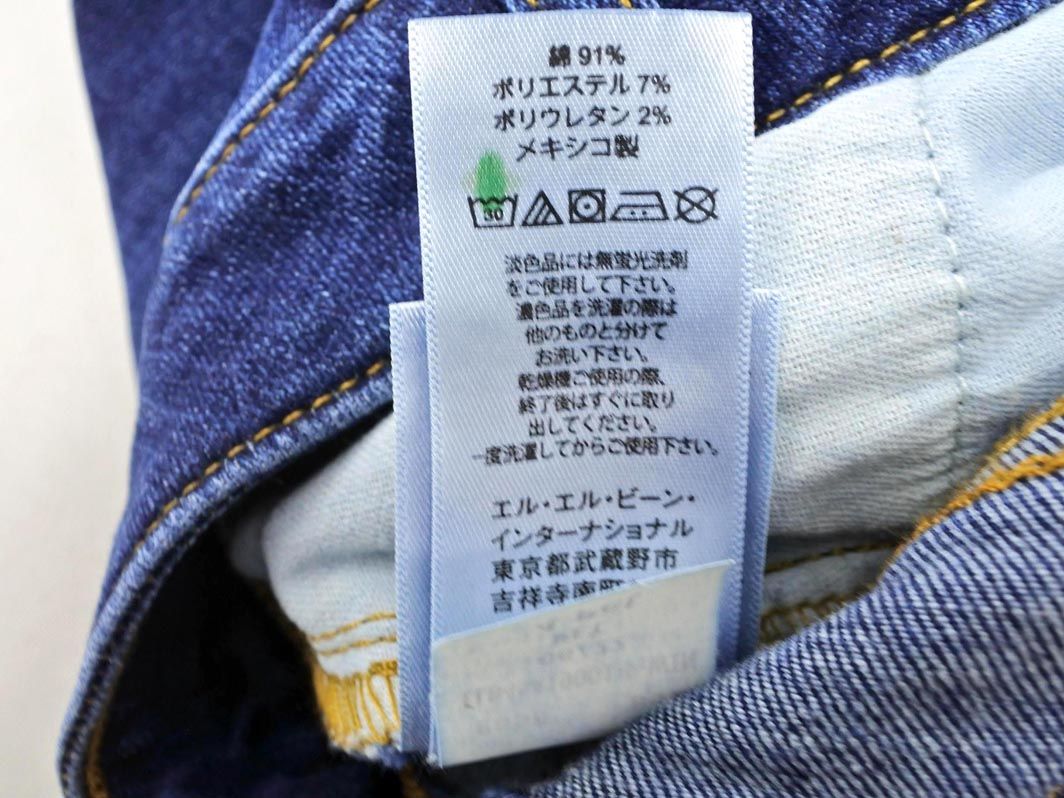 綿 91%
ポリエステル 7%
ポリウレタン 2%
メキシコ製
30
淡色品には無蛍光洗剤
をご使用して下さい。
濃色品を洗濯の際は
他のものと分けて
お洗い下さい。
乾燥機ご使用の際、
終了後はすぐに取り
出してください。
一度洗濯してからご使用下さい。
エル・エル・ビーン・
インターナショナル
東京都武蔵野市
吉祥寺南町